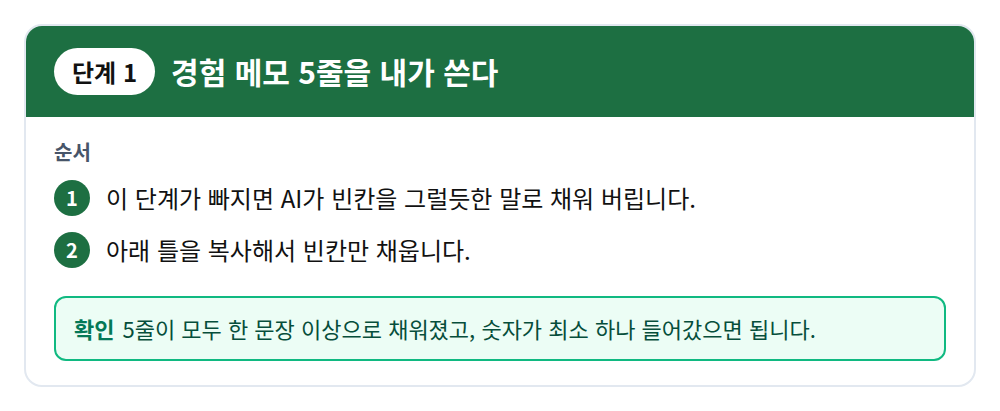 단계 1 경험 메모 5줄을 내가 쓴다
순서
1 이 단계가 빠지면 AI가 빈칸을 그럴듯한 말로 채워 버립니다.
2 아래 틀을 복사해서 빈칸만 채웁니다.
확인 5줄이 모두 한 문장 이상으로 채워졌고, 숫자가 최소 하나 들어갔으면 됩니다.